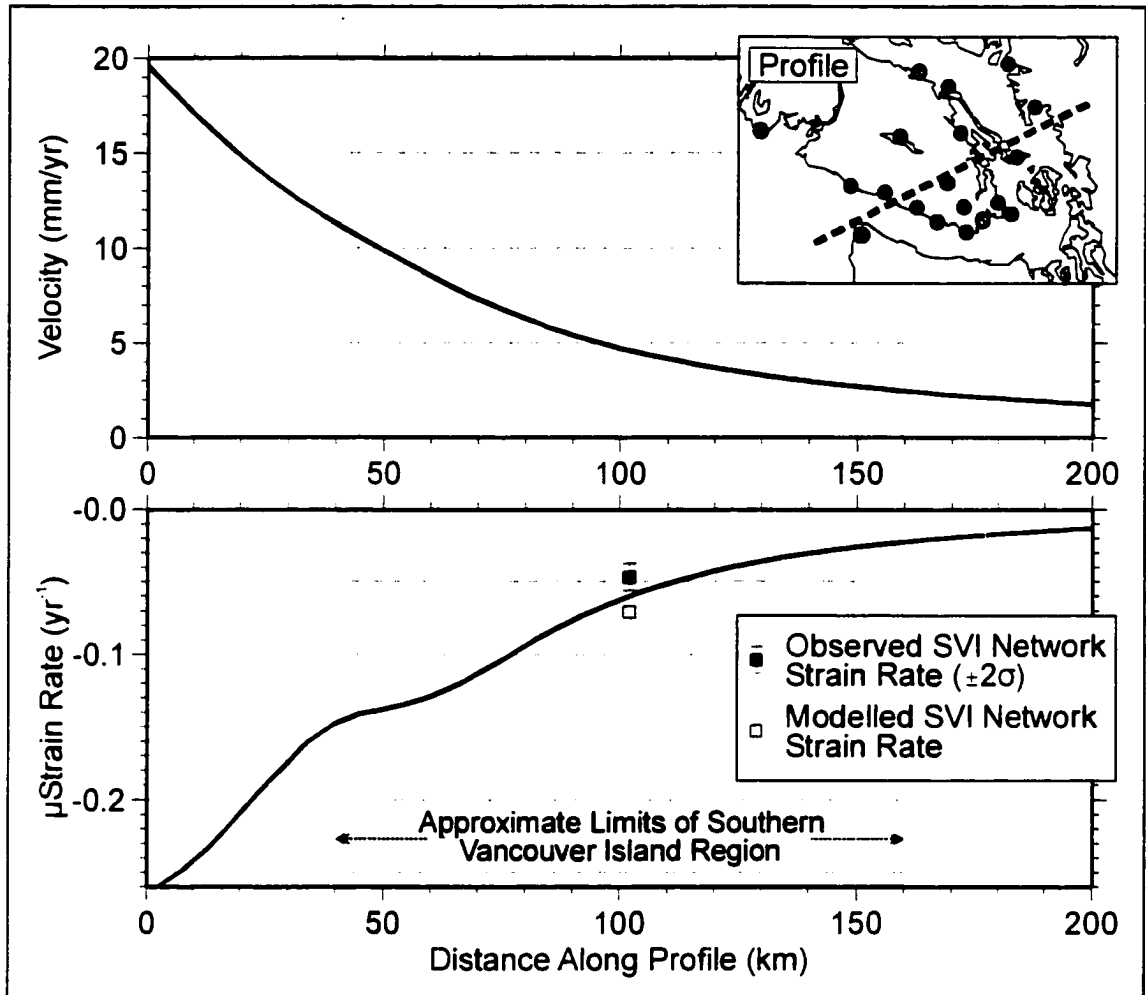 Profile
20
15
10
5
0
Velocity (mm/yr)
0 50 100 150 200
-0.0
-0.1
-0.2
µStrain Rate (yr⁻¹)
Observed SVI Network
Strain Rate (±2σ)
Modelled SVI Network
Strain Rate
Approximate Limits of Southern
Vancouver Island Region
0 50 100 150 200
Distance Along Profile (km)